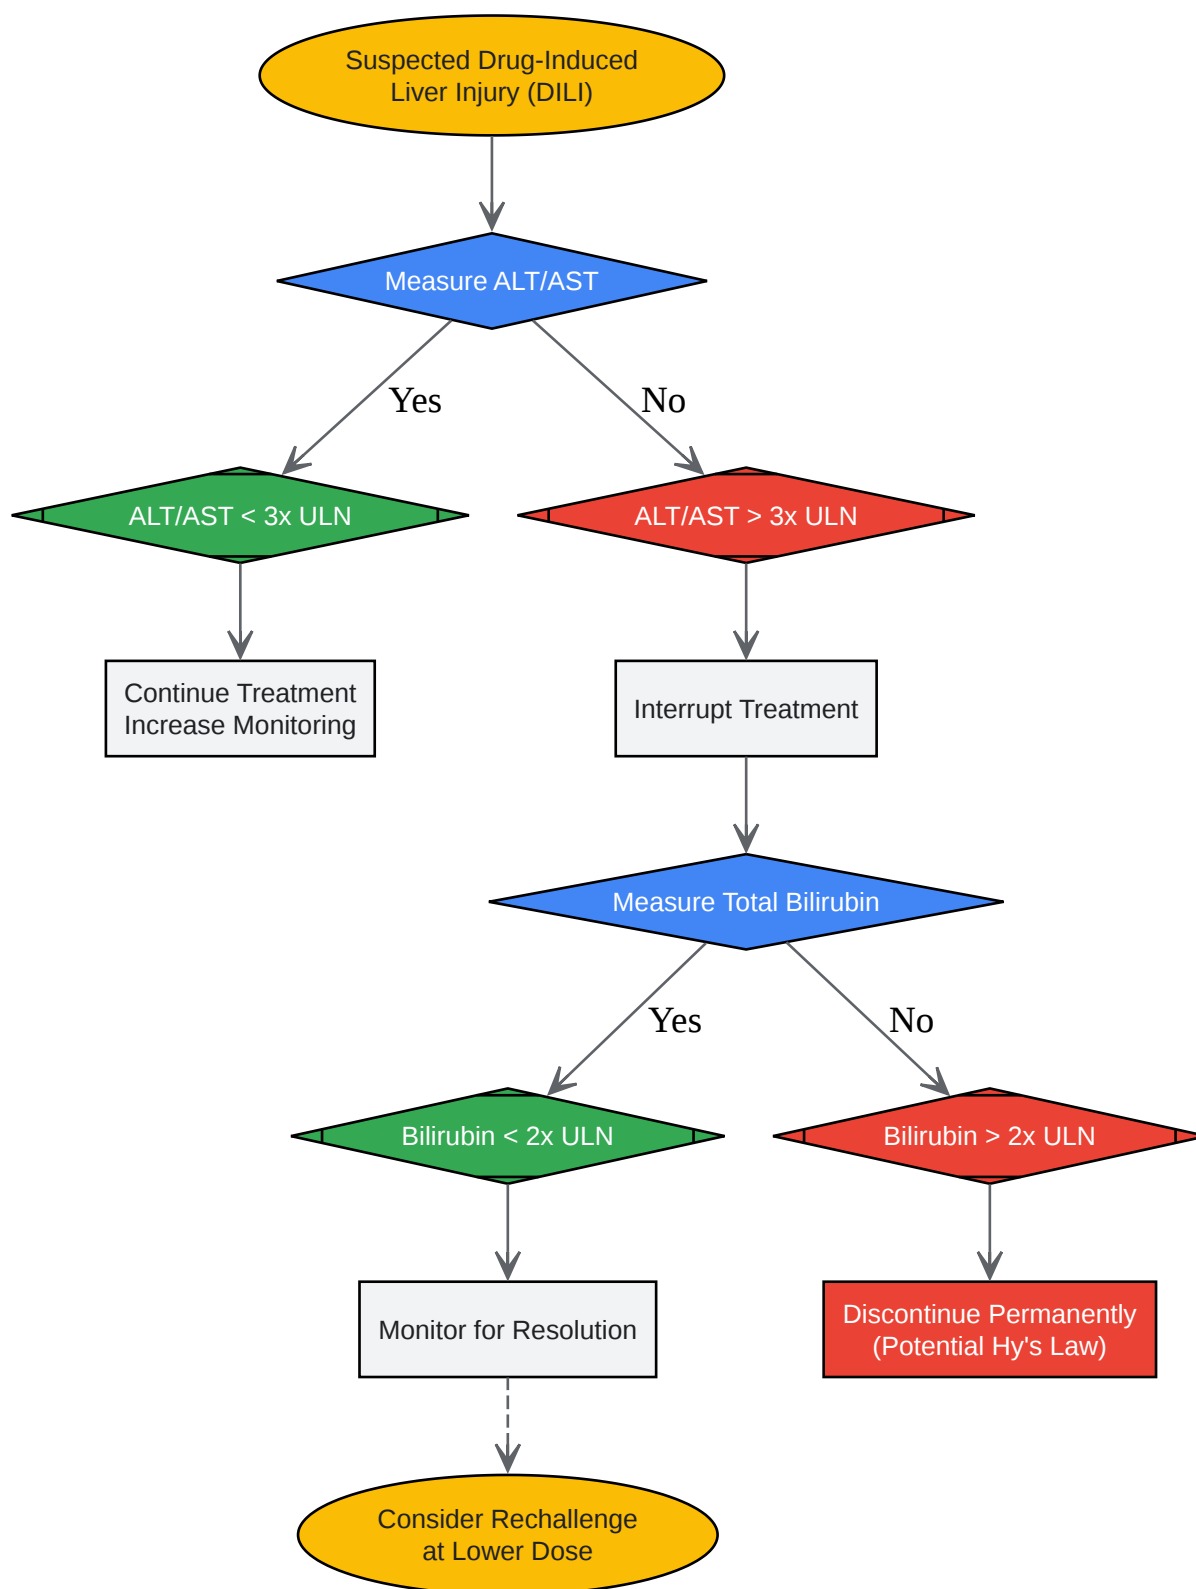 Suspected Drug-Induced
Liver Injury (DILI)
Measure ALT/AST
Yes
No
ALT/AST < 3x ULN
ALT/AST > 3x ULN
Continue Treatment
Increase Monitoring
Interrupt Treatment
Measure Total Bilirubin
Yes
No
Bilirubin < 2x ULN
Bilirubin > 2x ULN
Monitor for Resolution
Discontinue Permanently
(Potential Hy's Law)
Consider Rechallenge
at Lower Dose